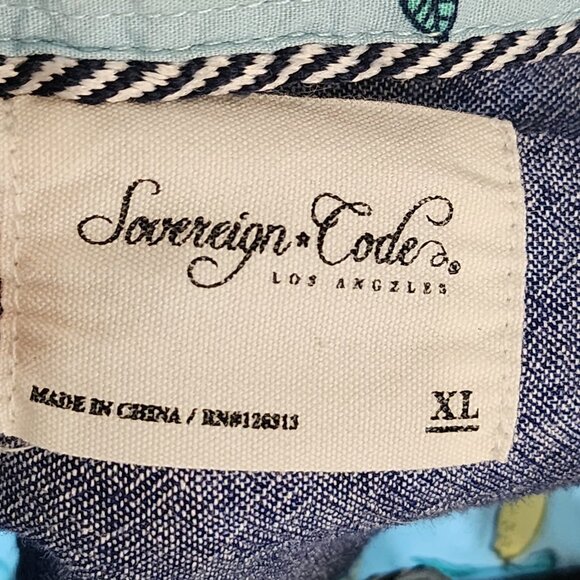 Sovereign ★ Code®
LOS ANGELES
MADE IN CHINA / RN#126313
XL